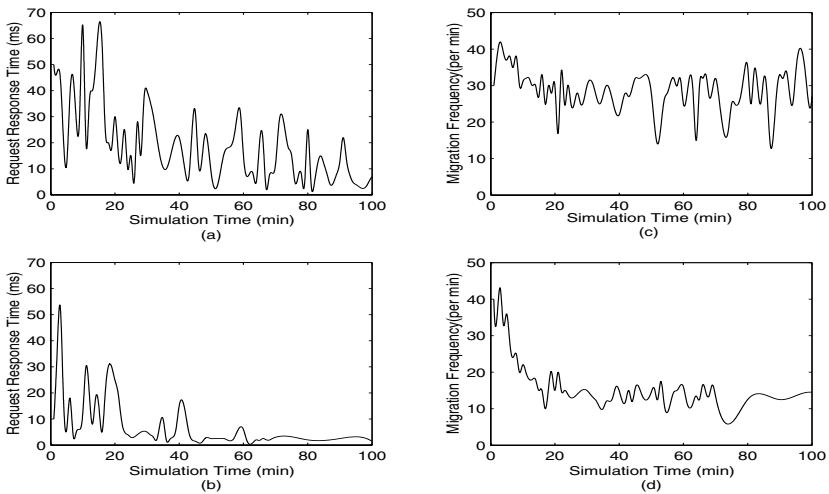 70
60
50
40
30
20
10
0
Request Response Time (ms)
0 20 40 60 80 100
Simulation Time (min)
(a)
50
40
30
20
10
0
Migration Frequency(per min)
0 20 40 60 80 100
Simulation Time (min)
(c)
70
60
50
40
30
20
10
0
Request Response Time (ms)
0 20 40 60 80 100
Simulation Time (min)
(b)
50
40
30
20
10
0
Migration Frequency(per min)
0 20 40 60 80 100
Simulation Time (min)
(d)